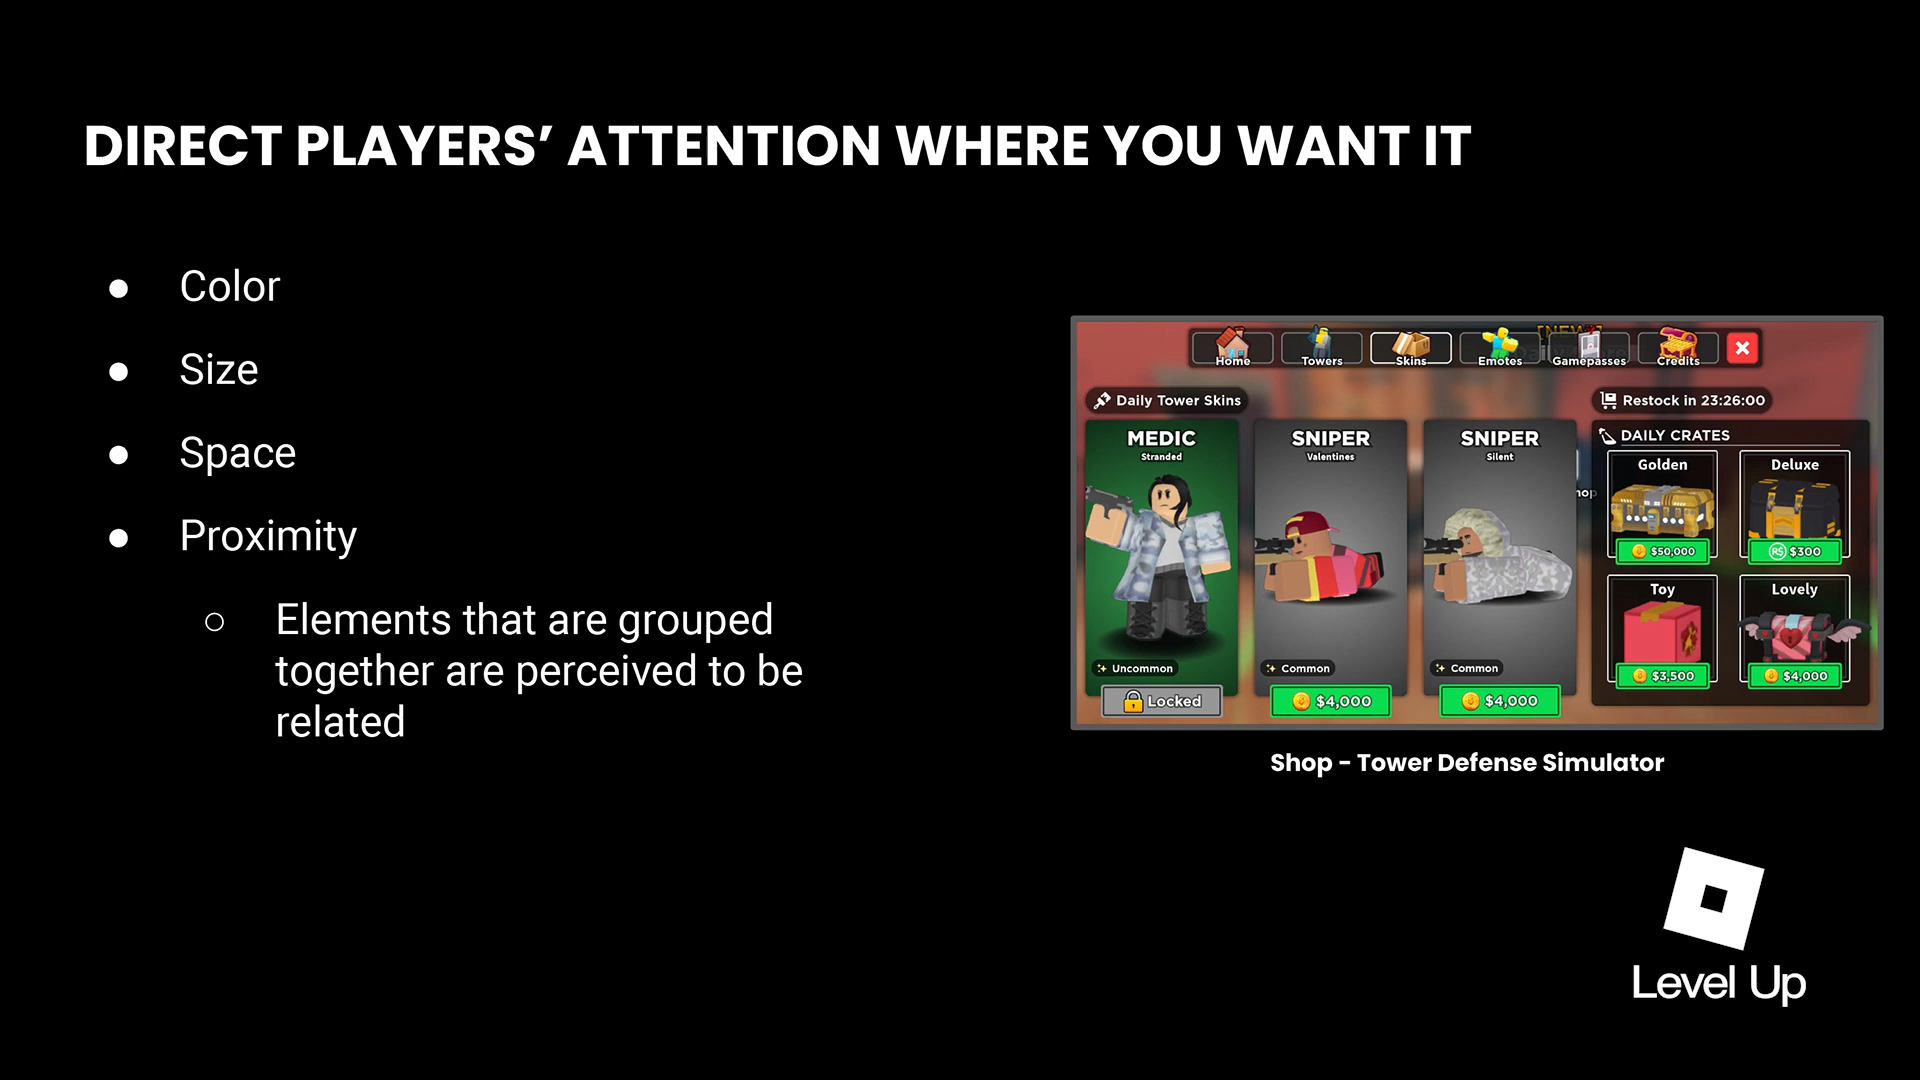 DIRECT PLAYERS’ ATTENTION WHERE YOU WANT IT
● Color
● Size
● Space
● Proximity
○ Elements that are grouped
together are perceived to be
related
[NEW!]
Home Towers Skins Emotes Gamepasses Credits
Daily Tower Skins
Restock in 23:26:00
MEDIC
Stranded
Uncommon
Locked
SNIPER
Valentines
Common
$4,000
SNIPER
Silent
Common
$4,000
DAILY CRATES
Golden
$50,000
Deluxe
R$ $300
Toy
$3,500
Lovely
$4,000
Shop - Tower Defense Simulator
Level Up